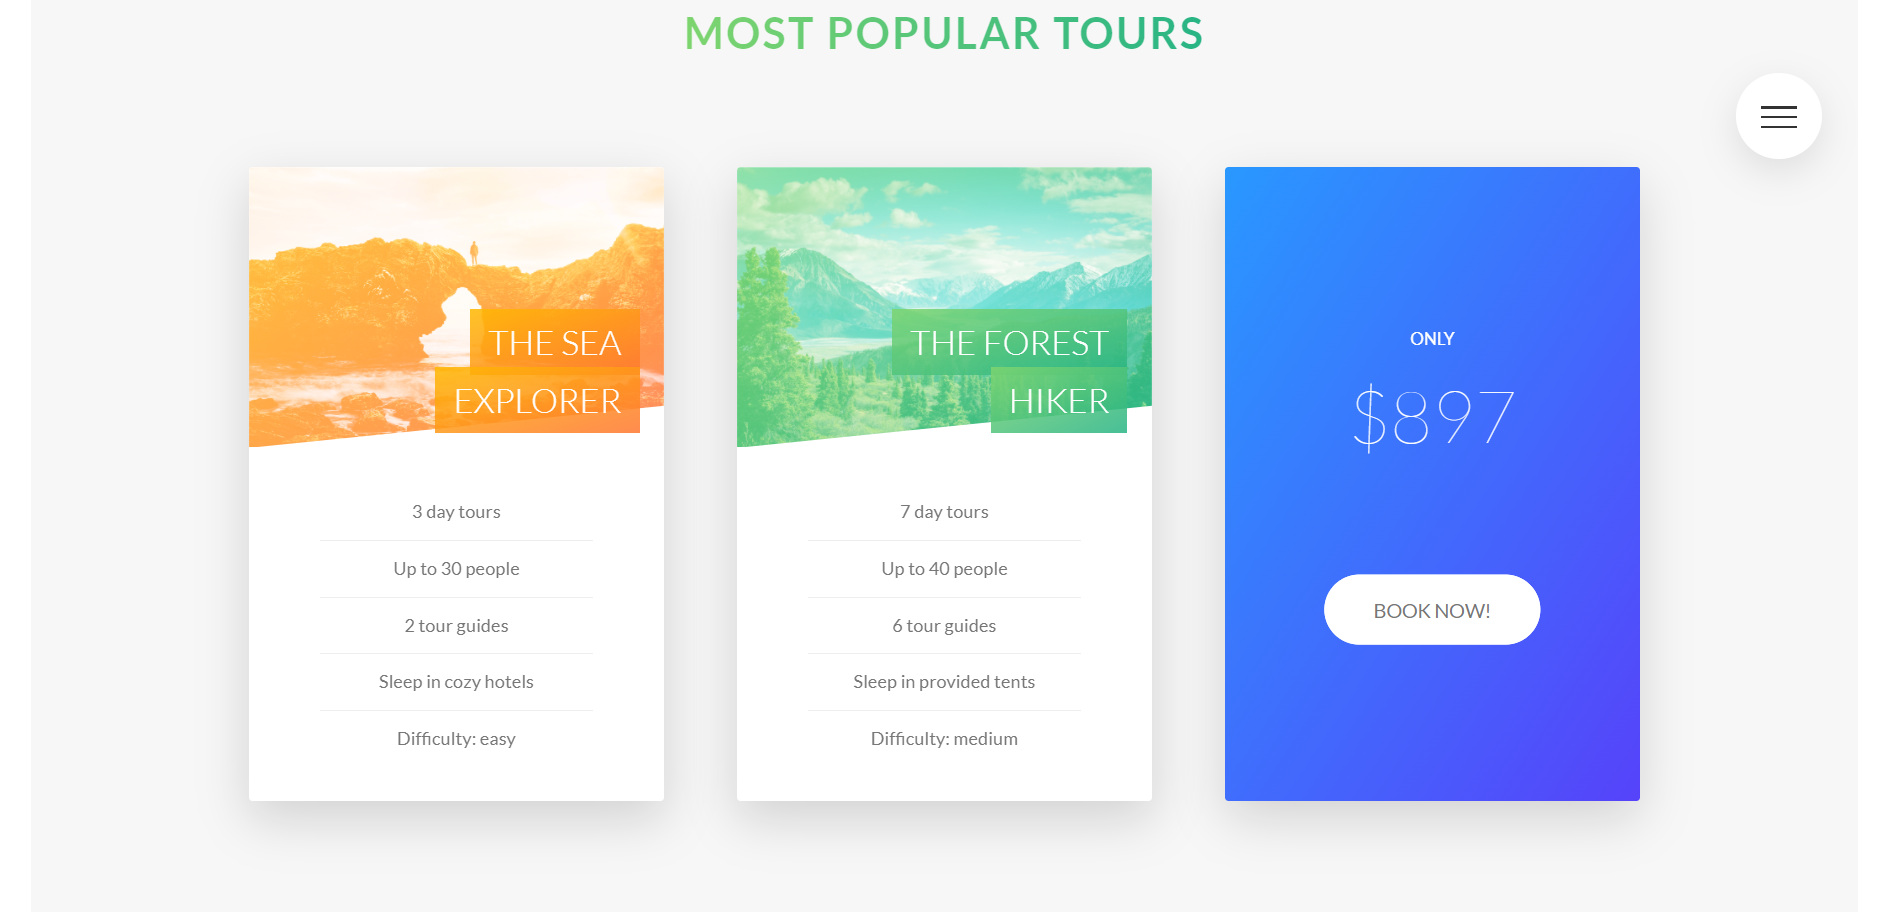 MOST POPULAR TOURS
THE SEA
EXPLORER
3 day tours
Up to 30 people
2 tour guides
Sleep in cozy hotels
Difficulty: easy
THE FOREST
HIKER
7 day tours
Up to 40 people
6 tour guides
Sleep in provided tents
Difficulty: medium
ONLY
$897
BOOK NOW!